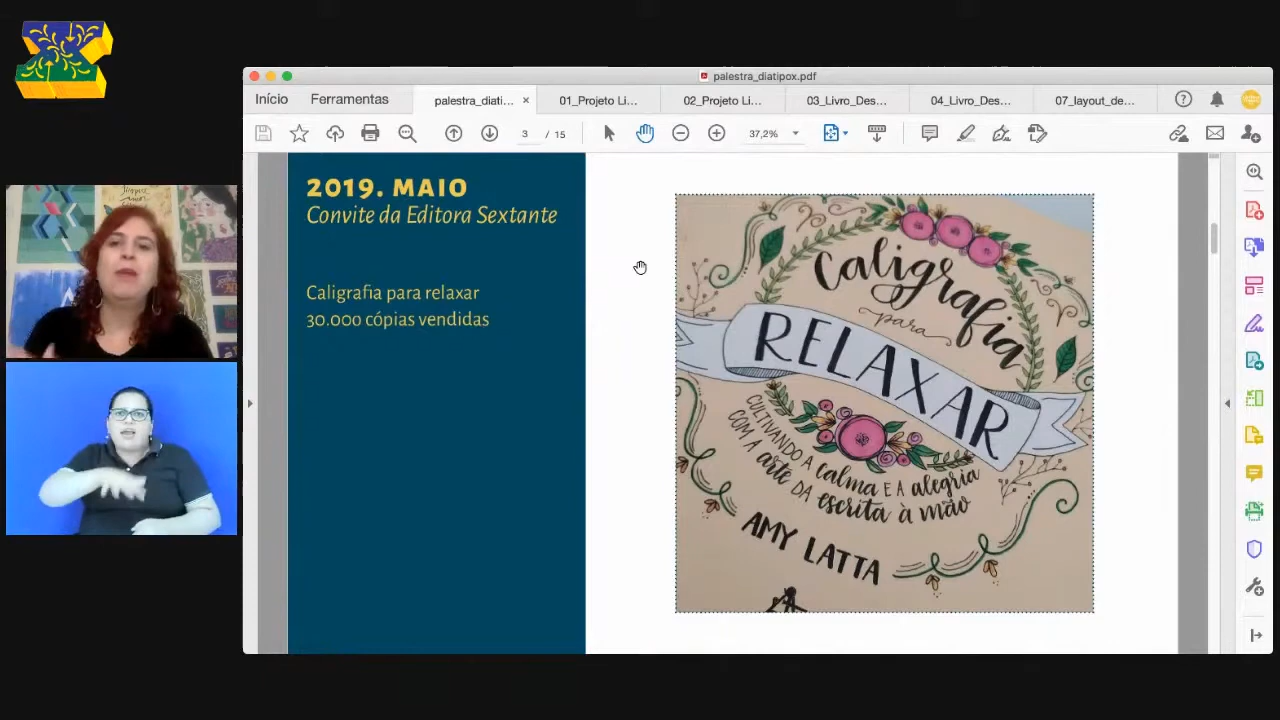 palestra_diatipox.pdf
Início
Ferramentas
palestra_diati...
01_Projeto Li...
02_Projeto Li...
03_Livro_Des...
04_Livro_Des...
07_layout_de...
3 / 15
37,2%
2019. MAIO
Convite da Editora Sextante
Caligrafia para relaxar
30.000 cópias vendidas
Caligrafia
para
RELAXAR
CULTIVANDO A CALMA E A alegria
COM A arte DA escrita à mão
AMY LATTA